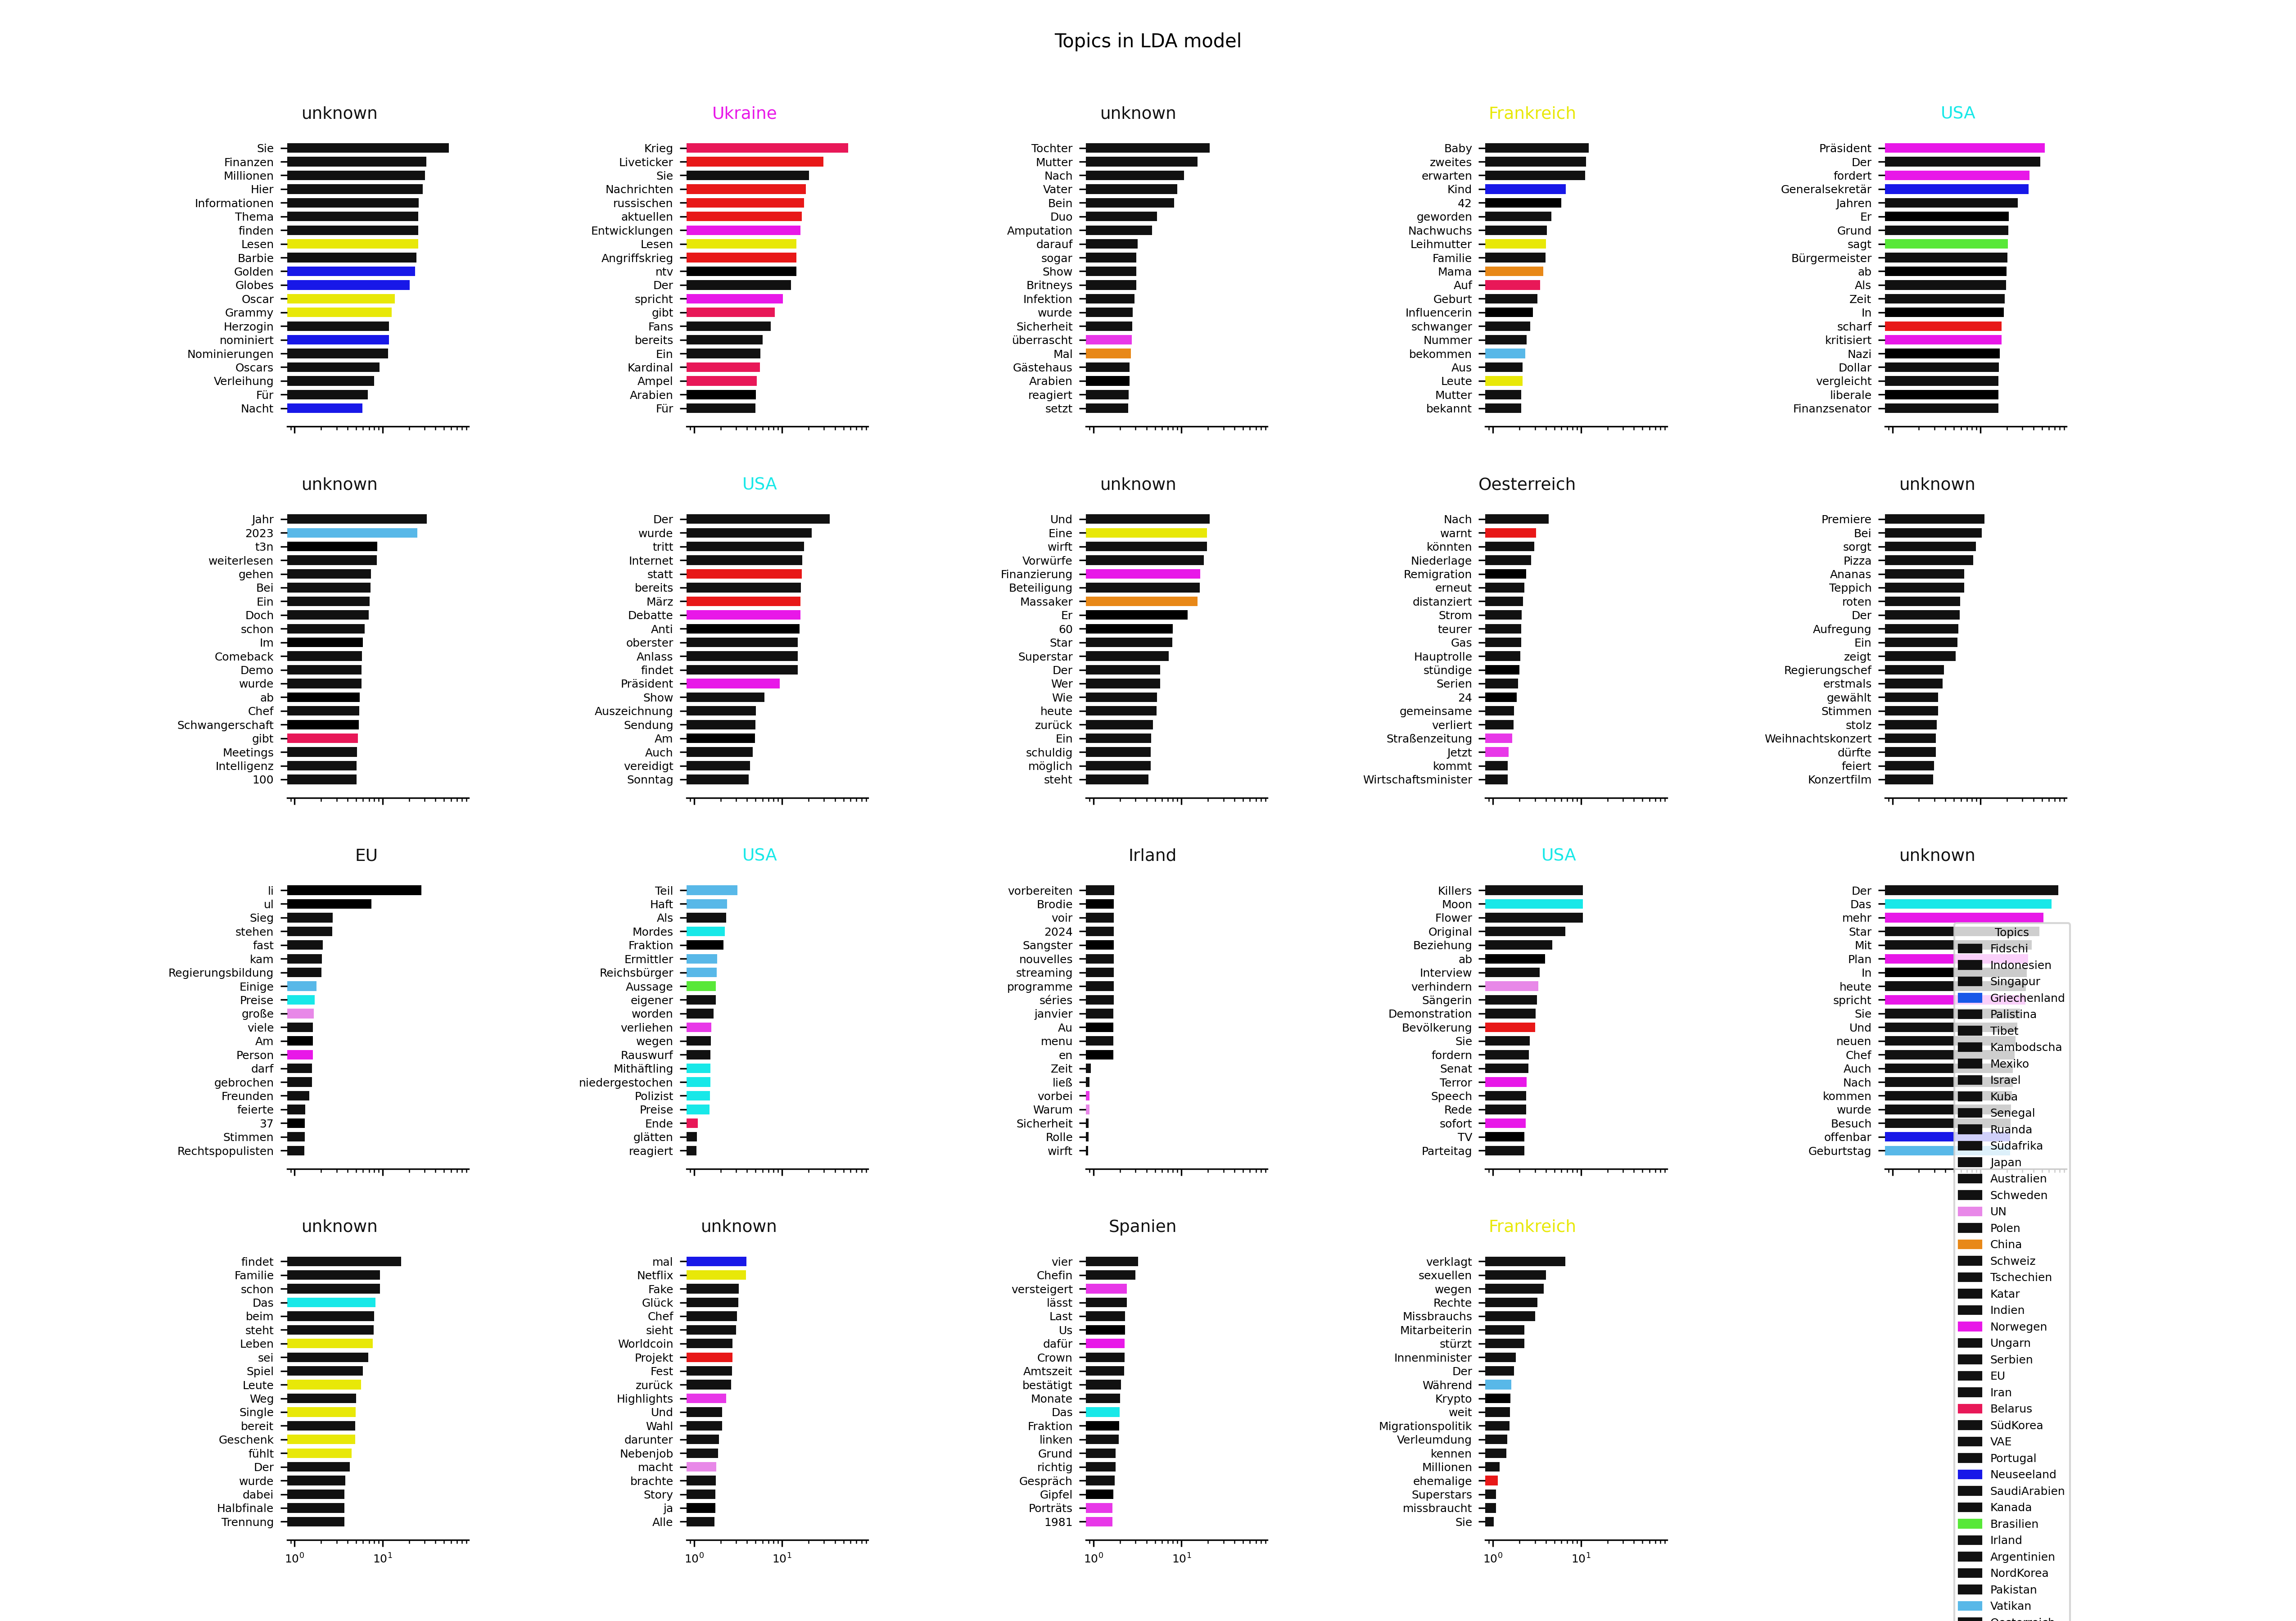 Topics in LDA model
unknown
Sie
Finanzen
Millionen
Hier
Informationen
Thema
finden
Lesen
Barbie
Golden
Globes
Oscar
Grammy
Herzogin
nominiert
Nominierungen
Oscars
Verleihung
Für
Nacht
Ukraine
Krieg
Liveticker
Sie
Nachrichten
russischen
aktuellen
Entwicklungen
Lesen
Angriffskrieg
ntv
Der
spricht
gibt
Fans
bereits
Ein
Kardinal
Ampel
Arabien
Für
unknown
Tochter
Mutter
Nach
Vater
Bein
Duo
Amputation
darauf
sogar
Show
Britneys
Infektion
wurde
Sicherheit
überrascht
Mal
Gästehaus
Arabien
reagiert
setzt
Frankreich
Baby
zweites
erwarten
Kind
42
geworden
Nachwuchs
Leihmutter
Familie
Mama
Auf
Geburt
Influencerin
schwanger
Nummer
bekommen
Aus
Leute
Mutter
bekannt
USA
Präsident
Der
fordert
Generalsekretär
Jahren
Er
Grund
sagt
Bürgermeister
ab
Als
Zeit
In
scharf
kritisiert
Nazi
Dollar
vergleicht
liberale
Finanzsenator
unknown
Jahr
2023
t3n
weiterlesen
gehen
Bei
Ein
Doch
schon
Im
Comeback
Demo
wurde
ab
Chef
Schwangerschaft
gibt
Meetings
Intelligenz
100
USA
Der
wurde
tritt
Internet
statt
bereits
März
Debatte
Anti
oberster
Anlass
findet
Präsident
Show
Auszeichnung
Sendung
Am
Auch
vereidigt
Sonntag
unknown
Und
Eine
wirft
Vorwürfe
Finanzierung
Beteiligung
Massaker
Er
60
Star
Superstar
Der
Wer
Wie
heute
zurück
Ein
schuldig
möglich
steht
Oesterreich
Nach
warnt
könnten
Niederlage
Remigration
erneut
distanziert
Strom
teurer
Gas
Hauptrolle
stündige
Serien
24
gemeinsame
verliert
Straßenzeitung
Jetzt
kommt
Wirtschaftsminister
unknown
Premiere
Bei
sorgt
Pizza
Ananas
Teppich
roten
Der
Aufregung
Ein
zeigt
Regierungschef
erstmals
gewählt
Stimmen
stolz
Weihnachtskonzert
dürfte
feiert
Konzertfilm
EU
li
ul
Sieg
stehen
fast
kam
Regierungsbildung
Einige
Preise
große
viele
Am
Person
darf
gebrochen
Freunden
feierte
37
Stimmen
Rechtspopulisten
USA
Teil
Haft
Als
Mordes
Fraktion
Ermittler
Reichsbürger
Aussage
eigener
worden
verliehen
wegen
Rauswurf
Mithäftling
niedergestochen
Polizist
Preise
Ende
glätten
reagiert
Irland
vorbereiten
Brodie
voir
2024
Sangster
nouvelles
streaming
programme
séries
janvier
Au
menu
en
Zeit
ließ
vorbei
Warum
Sicherheit
Rolle
wirft
USA
Killers
Moon
Flower
Original
Beziehung
ab
Interview
verhindern
Sängerin
Demonstration
Bevölkerung
Sie
fordern
Senat
Terror
Speech
Rede
sofort
TV
Parteitag
unknown
Der
Das
mehr
Star
Mit
Plan
In
heute
spricht
Sie
Und
neuen
Chef
Auch
Nach
kommen
wurde
Besuch
offenbar
Geburtstag
Topics
Fidschi
Indonesien
Singapur
Griechenland
Palistina
Tibet
Kambodscha
Mexiko
Israel
Kuba
Senegal
Ruanda
Südafrika
Japan
Australien
Schweden
UN
Polen
China
Schweiz
Tschechien
Katar
Indien
Norwegen
Ungarn
Serbien
EU
Iran
Belarus
SüdKorea
VAE
Portugal
Neuseeland
SaudiArabien
Kanada
Brasilien
Irland
Argentinien
NordKorea
Pakistan
Vatikan
unknown
findet
Familie
schon
Das
beim
steht
Leben
sei
Spiel
Leute
Weg
Single
bereit
Geschenk
fühlt
Der
wurde
dabei
Halbfinale
Trennung
10⁰ 10¹
unknown
mal
Netflix
Fake
Glück
Chef
sieht
Worldcoin
Projekt
Fest
zurück
Highlights
Und
Wahl
darunter
Nebenjob
macht
brachte
Story
ja
Alle
10⁰ 10¹
Spanien
vier
Chefin
versteigert
lässt
Last
Us
dafür
Crown
Amtszeit
bestätigt
Monate
Das
Fraktion
linken
Grund
richtig
Gespräch
Gipfel
Porträts
1981
10⁰ 10¹
Frankreich
verklagt
sexuellen
wegen
Rechte
Missbrauchs
Mitarbeiterin
stürzt
Innenminister
Der
Während
Krypto
weit
Migrationspolitik
Verleumdung
kennen
Millionen
ehemalige
Superstars
missbraucht
Sie
10⁰ 10¹